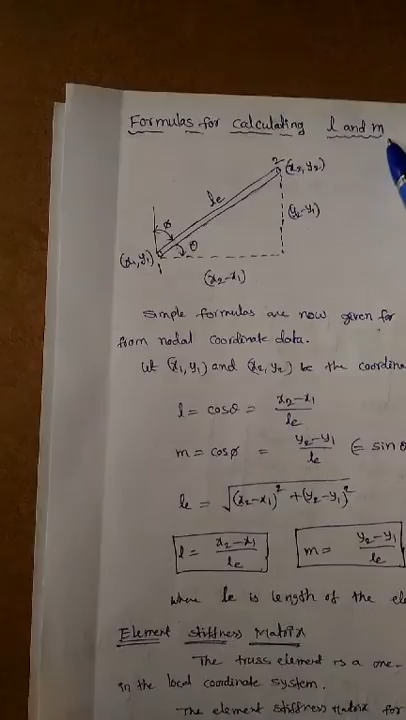 Formulas for calculating l and m
2 (x₂, y₂)
le
(y₂-y₁)
φ
θ
(x₁, y₁)
1
(x₂-x₁)
Simple formulas are now given for
from nodal coordinate data.
let (x₁, y₁) and (x₂, y₂) be the coordina
l = cosθ = (x₂-x₁)/le
m = cosφ = (y₂-y₁)/le (= sin θ
le = √((x₂-x₁)² + (y₂-y₁)²)
l = (x₂-x₁)/le m = (y₂-y₁)/le
where le is length of the ele
Element stiffness Matrix
The truss element is a one-
in the local coordinate system.
The element stiffness Matrix for